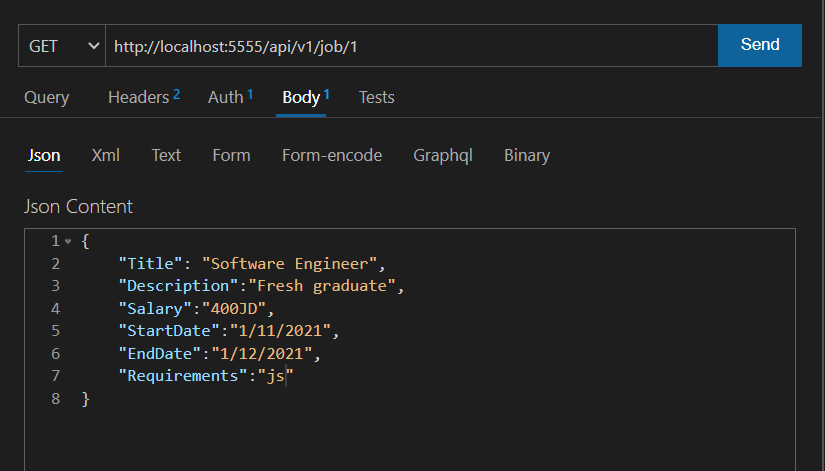 GET http://localhost:5555/api/v1/job/1 Send
Query Headers 2 Auth 1 Body 1 Tests
Json Xml Text Form Form-encode Graphql Binary
Json Content
1 {
2 "Title": "Software Engineer",
3 "Description":"Fresh graduate",
4 "Salary":"400JD",
5 "StartDate":"1/11/2021",
6 "EndDate":"1/12/2021",
7 "Requirements":"js"
8 }